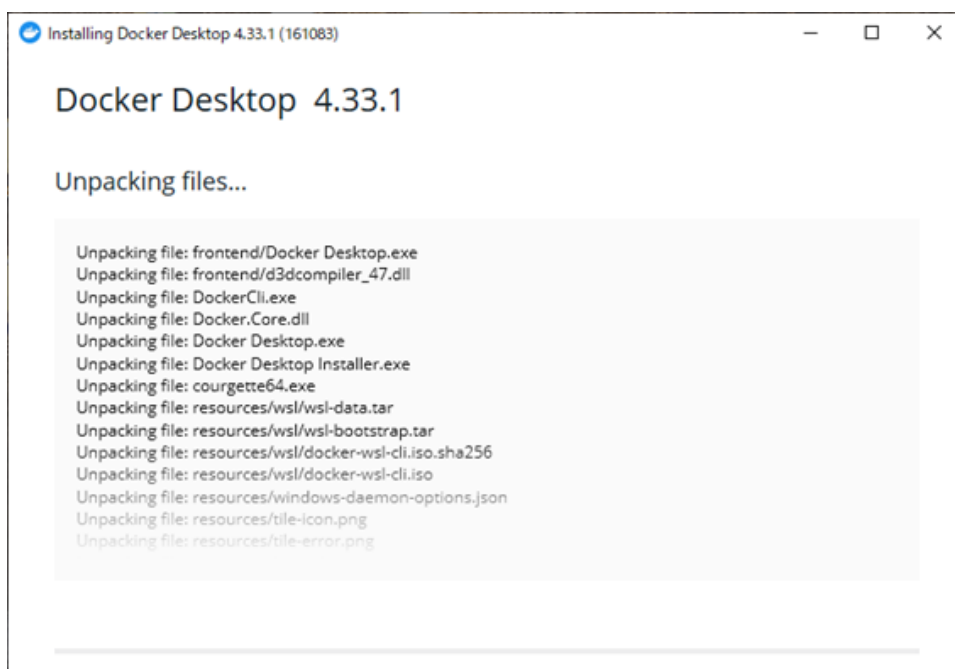 Installing Docker Desktop 4.33.1 (161083)
Docker Desktop 4.33.1
Unpacking files...
Unpacking file: frontend/Docker Desktop.exe
Unpacking file: frontend/d3dcompiler_47.dll
Unpacking file: DockerCli.exe
Unpacking file: Docker.Core.dll
Unpacking file: Docker Desktop.exe
Unpacking file: Docker Desktop Installer.exe
Unpacking file: courgette64.exe
Unpacking file: resources/wsl/wsl-data.tar
Unpacking file: resources/wsl/wsl-bootstrap.tar
Unpacking file: resources/wsl/docker-wsl-cli.iso.sha256
Unpacking file: resources/wsl/docker-wsl-cli.iso
Unpacking file: resources/windows-daemon-options.json
Unpacking file: resources/tile-icon.png
Unpacking file: resources/tile-error.png